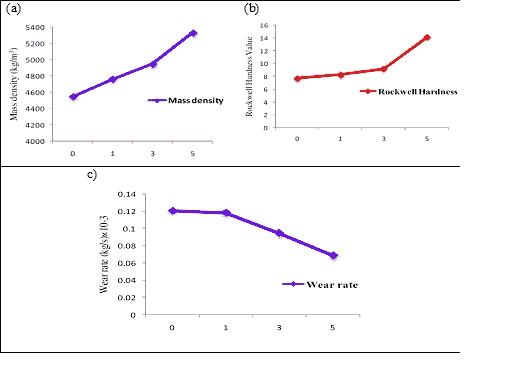 (a)
5400
5200
5000
4800
4600
4400
4200
4000
Mass density (kg/m³)
0 1 3 5
Mass density
(b)
16
14
12
10
8
6
4
2
0
Rockwell Hardness Value
0 1 3 5
Rockwell Hardness
c)
0.14
0.12
0.1
0.08
0.06
0.04
0.02
0
Wear rate (kg/s)×10-3
0 1 3 5
Wear rate